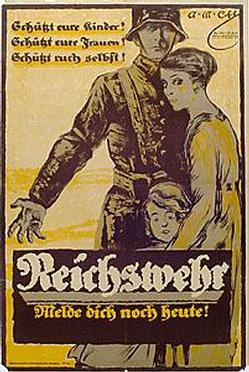 Schützt eure Kinder!
Schützt eure Frauen!
Schützt euch selbst!
Reichswehr
Melde dich noch heute!